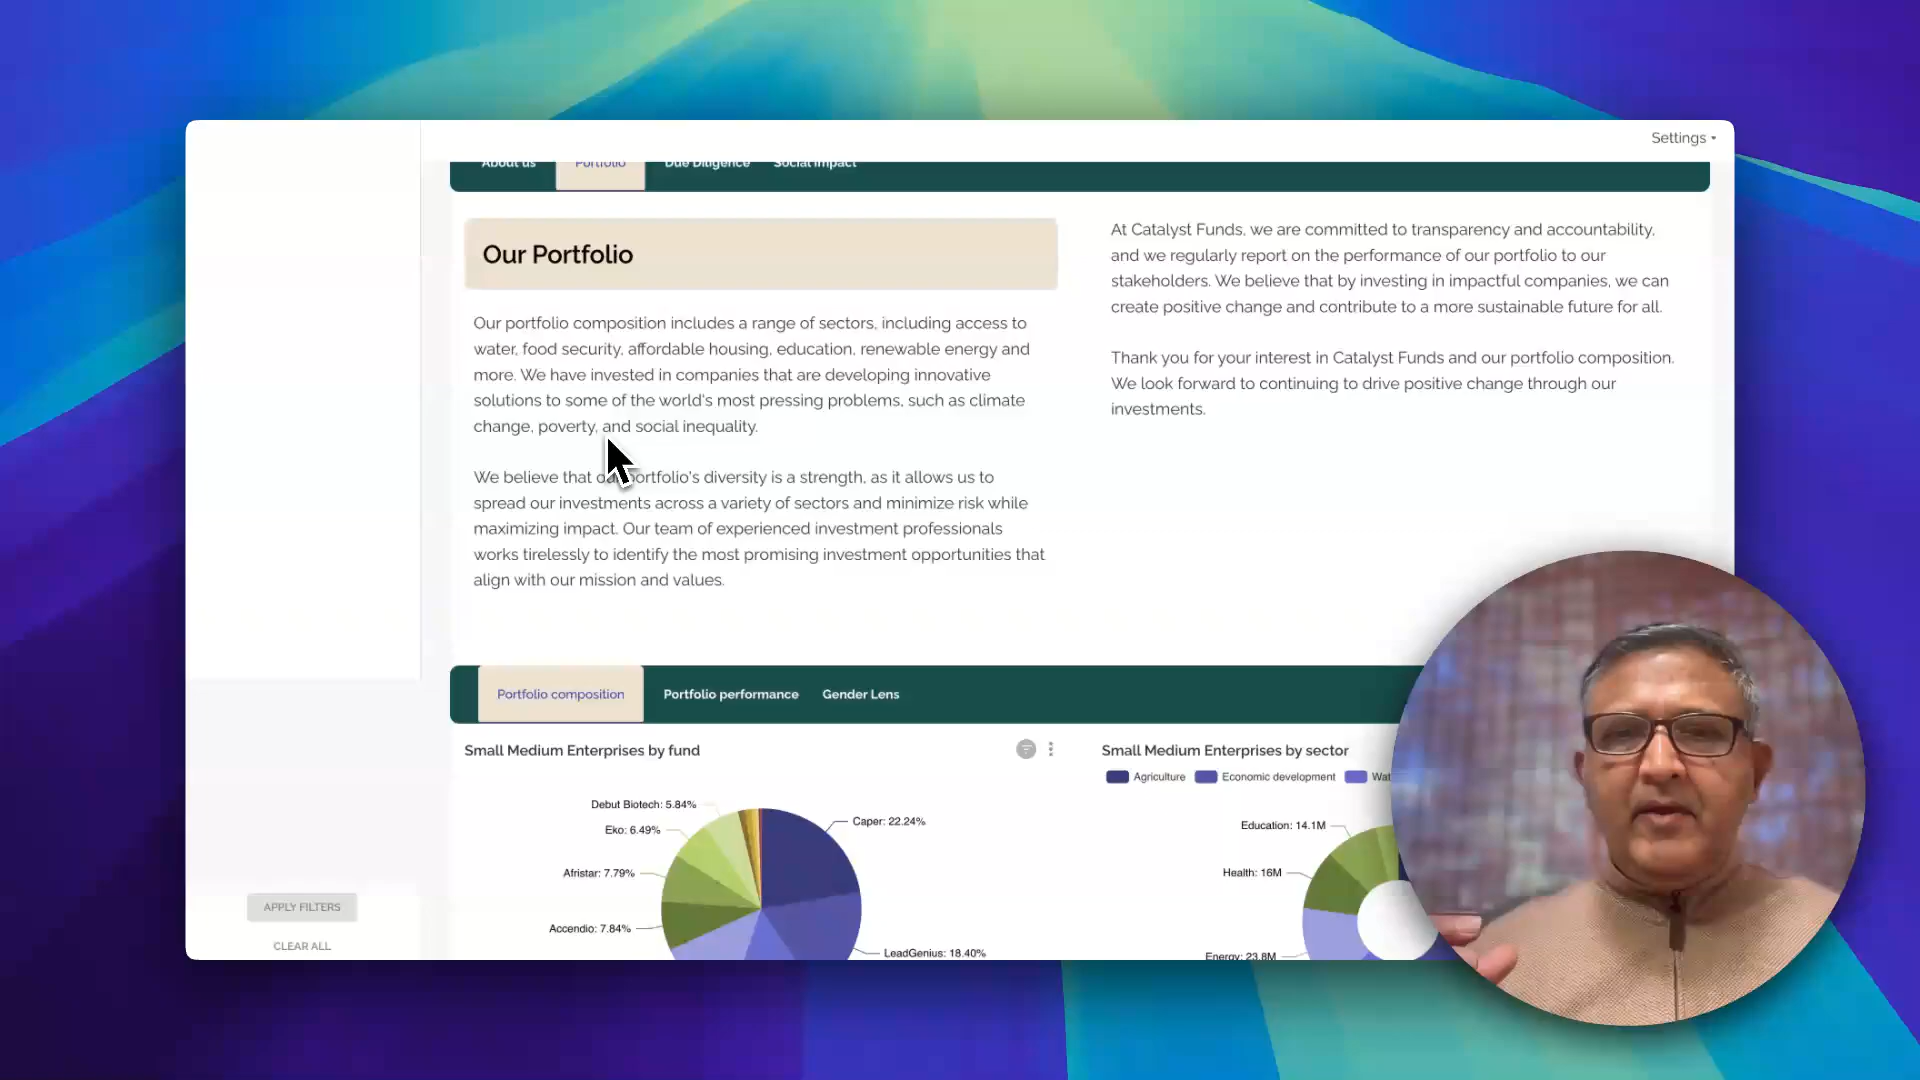 Settings
About us
Portfolio
Due Diligence
Social Impact
Our Portfolio
Our portfolio composition includes a range of sectors, including access to
water, food security, affordable housing, education, renewable energy and
more. We have invested in companies that are developing innovative
solutions to some of the world's most pressing problems, such as climate
change, poverty, and social inequality.
We believe that our portfolio's diversity is a strength, as it allows us to
spread our investments across a variety of sectors and minimize risk while
maximizing impact. Our team of experienced investment professionals
works tirelessly to identify the most promising investment opportunities that
align with our mission and values.
At Catalyst Funds, we are committed to transparency and accountability,
and we regularly report on the performance of our portfolio to our
stakeholders. We believe that by investing in impactful companies, we can
create positive change and contribute to a more sustainable future for all.
Thank you for your interest in Catalyst Funds and our portfolio composition.
We look forward to continuing to drive positive change through our
investments.
Portfolio composition
Portfolio performance
Gender Lens
Small Medium Enterprises by fund
Debut Biotech: 5.84%
Eko: 6.49%
Afristar: 7.79%
Accendio: 7.84%
Caper: 22.24%
LeadGenius: 18.40%
Small Medium Enterprises by sector
Agriculture
Economic development
Wat
Education: 14.1M
Health: 16M
Energy: 23.8M
APPLY FILTERS
CLEAR ALL